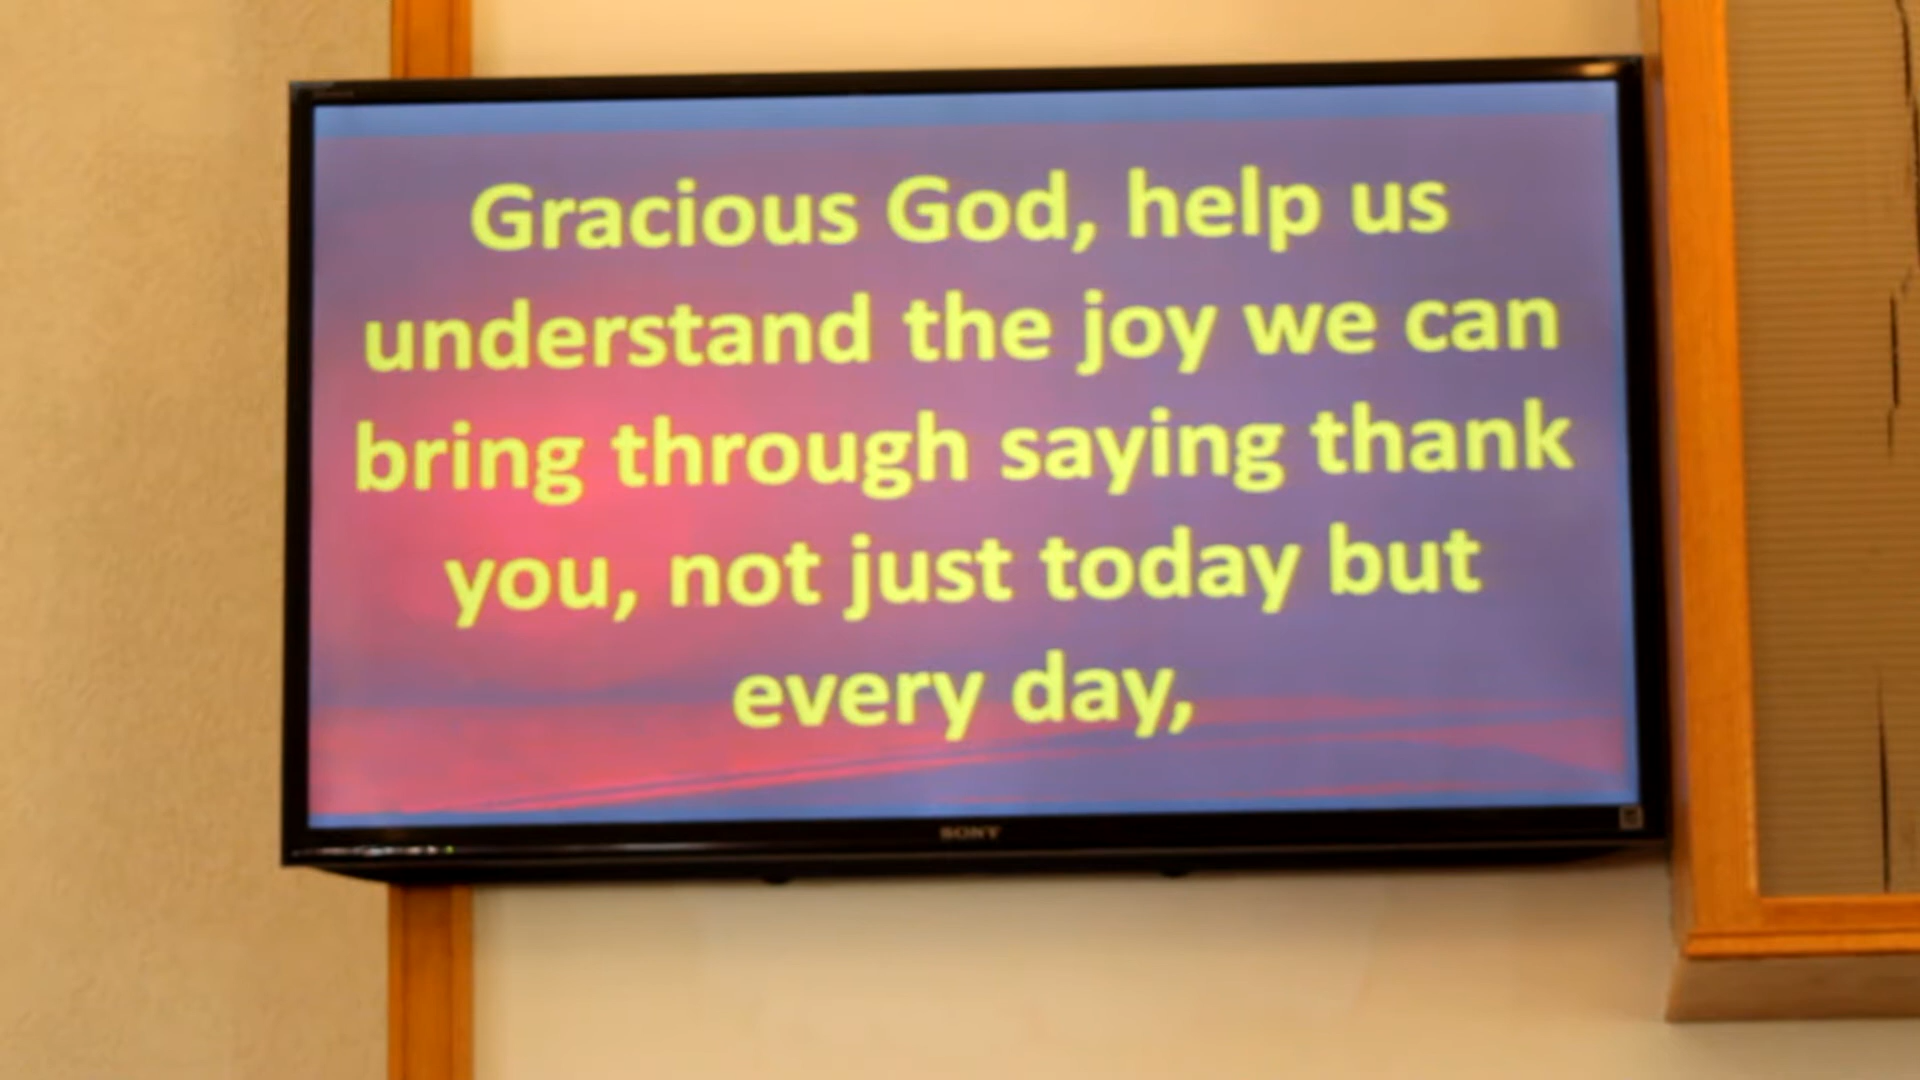 Gracious God, help us
understand the joy we can
bring through saying thank
you, not just today but
every day,
SONY